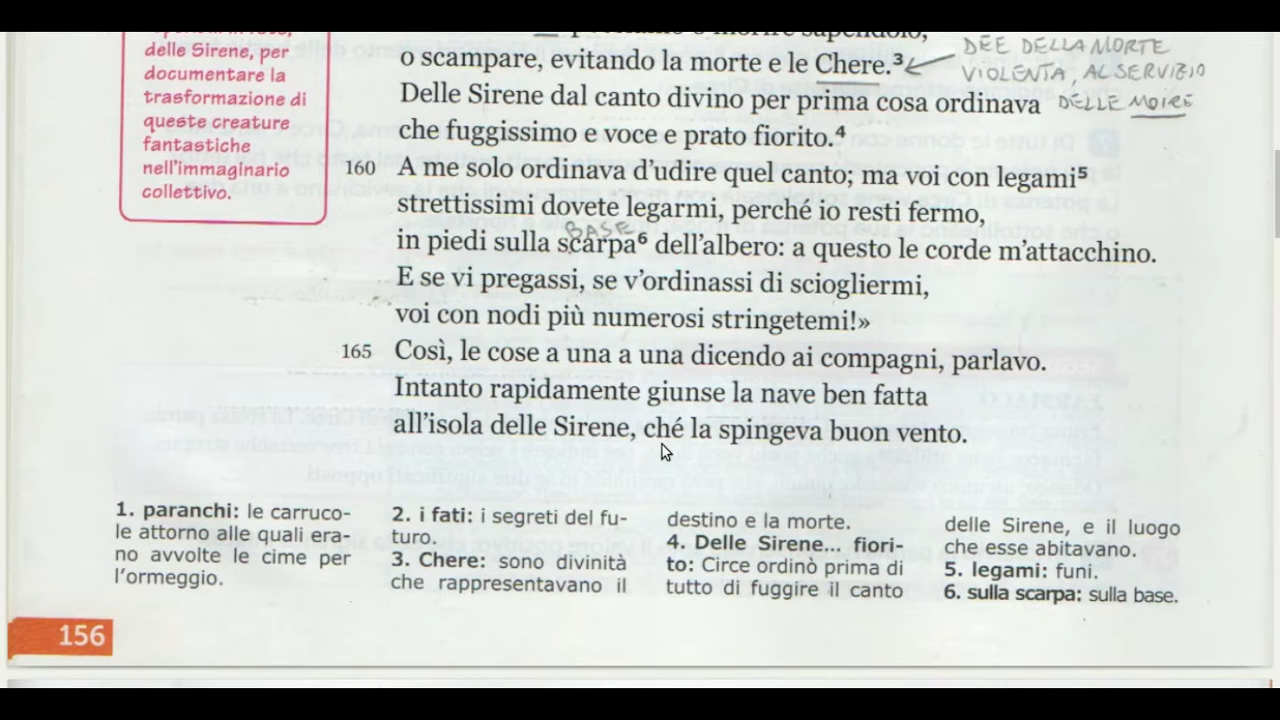 delle Sirene, per
documentare la
trasformazione di
queste creature
fantastiche
nell'immaginario
collettivo.
o morire sapendolo,
o scampare, evitando la morte e le Chere.³
DEE DELLA MORTE
VIOLENTA, AL SERVIZIO
DELLE MOIRE
Delle Sirene dal canto divino per prima cosa ordinava
che fuggissimo e voce e prato fiorito.⁴
160 A me solo ordinava d'udire quel canto; ma voi con legami⁵
strettissimi dovete legarmi, perché io resti fermo,
BASE
in piedi sulla scarpa⁶ dell'albero: a questo le corde m'attacchino.
E se vi pregassi, se v'ordinassi di sciogliermi,
voi con nodi più numerosi stringetemi!»
165 Così, le cose a una a una dicendo ai compagni, parlavo.
Intanto rapidamente giunse la nave ben fatta
all'isola delle Sirene, ché la spingeva buon vento.
1. paranchi: le carruco-
le attorno alle quali era-
no avvolte le cime per
l'ormeggio.
2. i fati: i segreti del fu-
turo.
3. Chere: sono divinità
che rappresentavano il
destino e la morte.
4. Delle Sirene... fiori-
to: Circe ordinò prima di
tutto di fuggire il canto
delle Sirene, e il luogo
che esse abitavano.
5. legami: funi.
6. sulla scarpa: sulla base.
156